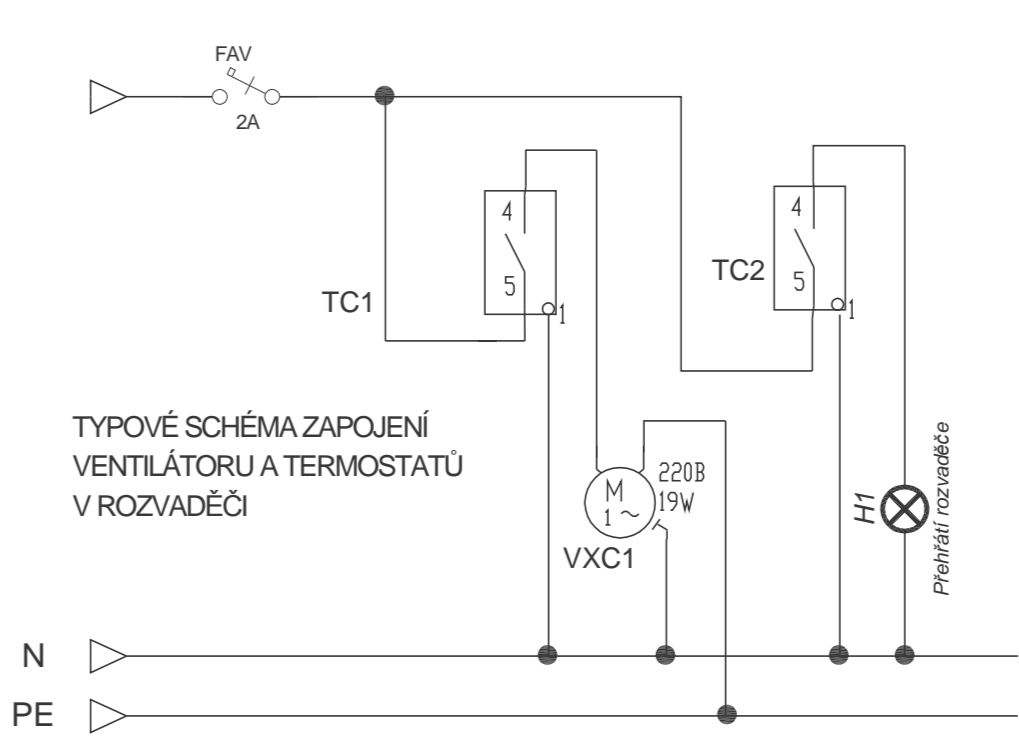 FAV
2A
4
5
1
TC1
4
5
1
TC2
TYPOVÉ SCHÉMA ZAPOJENÍ
VENTILÁTORU A TERMOSTATŮ
V ROZVADĚČI
M
1 ~
220В
19W
VXC1
H1
Přehřátí rozvaděče
N
PE